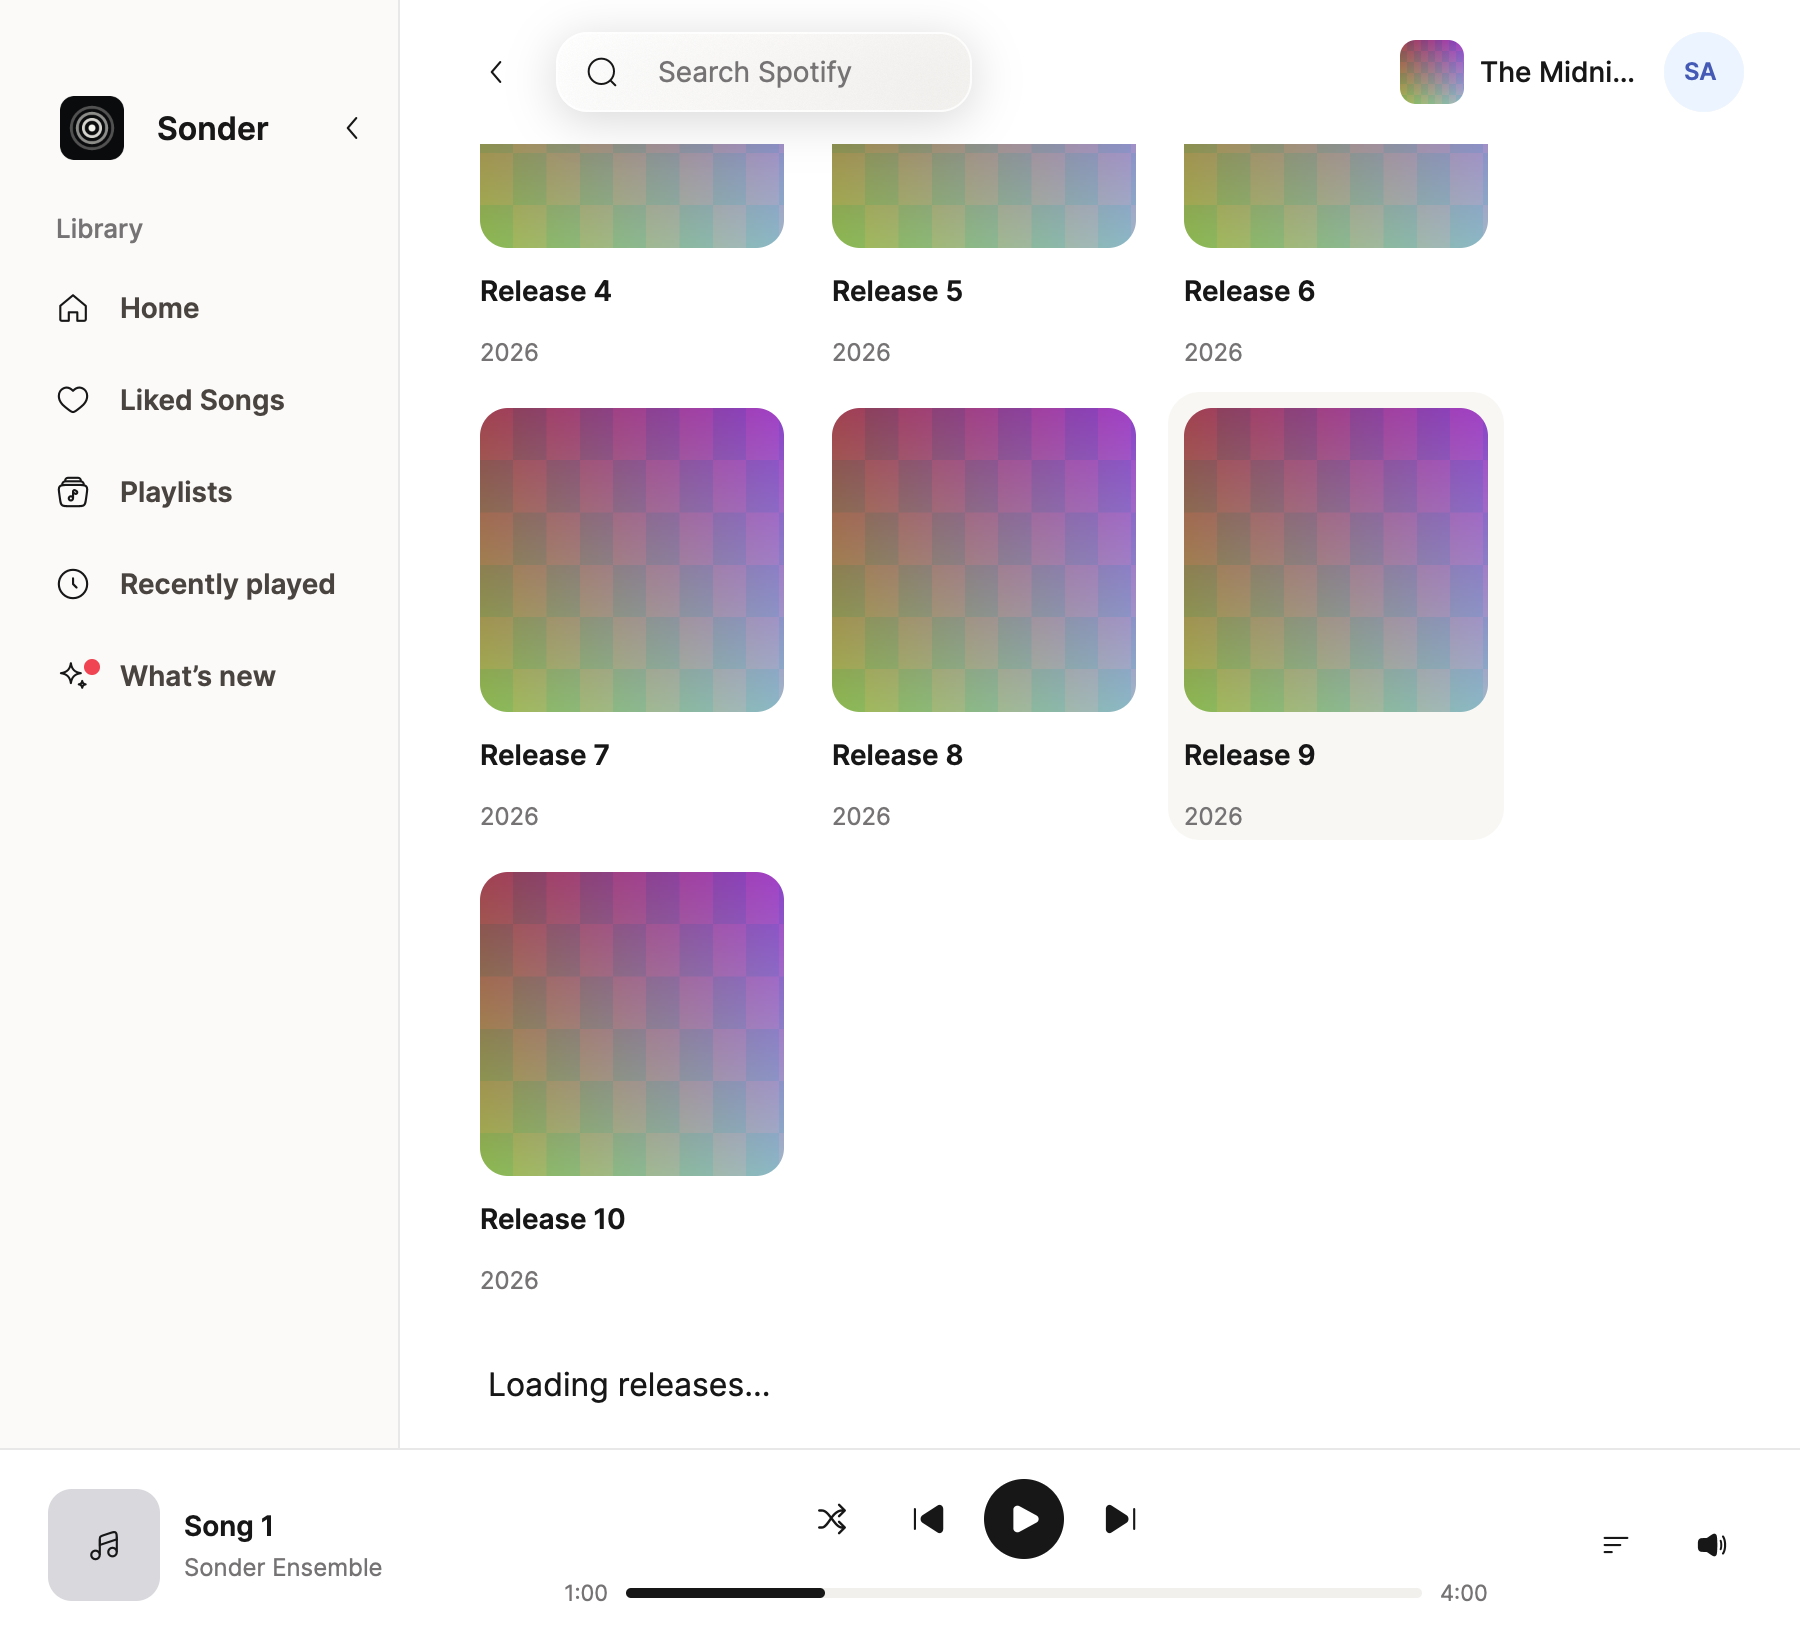 Search Spotify
The Midni...
SA
Sonder
Library
Home
Liked Songs
Playlists
Recently played
What’s new
Release 4
2026
Release 5
2026
Release 6
2026
Release 7
2026
Release 8
2026
Release 9
2026
Release 10
2026
Loading releases...
Song 1
Sonder Ensemble
1:00
4:00